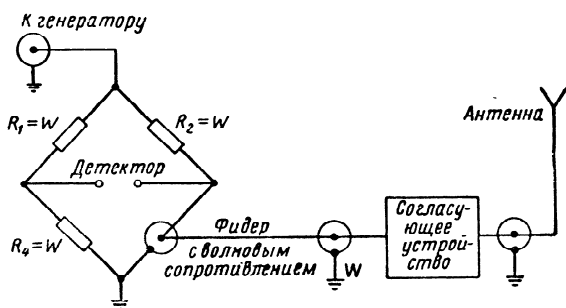 К генератору
R₁=W
R₂=W
Антенна
Детектор
R₄=W
Фидер
с волновым
сопротивлением
W
Согласу-
ющее
устрой-
ство